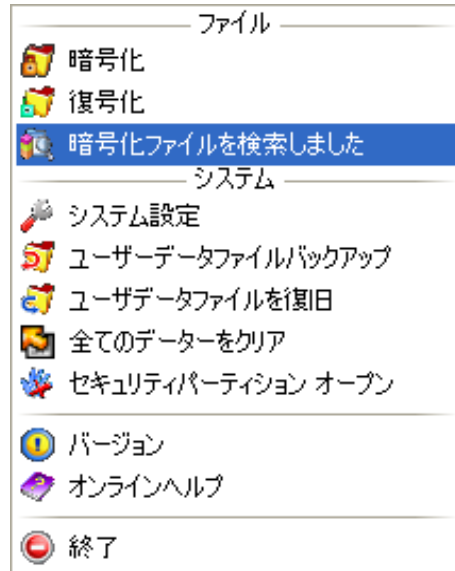 ファイル
暗号化
復号化
暗号化ファイルを検索しました
システム
システム設定
ユーザーデータファイルバックアップ
ユーザデータファイルを復旧
全てのデーターをクリア
セキュリティパーティション オープン
バージョン
オンラインヘルプ
終了